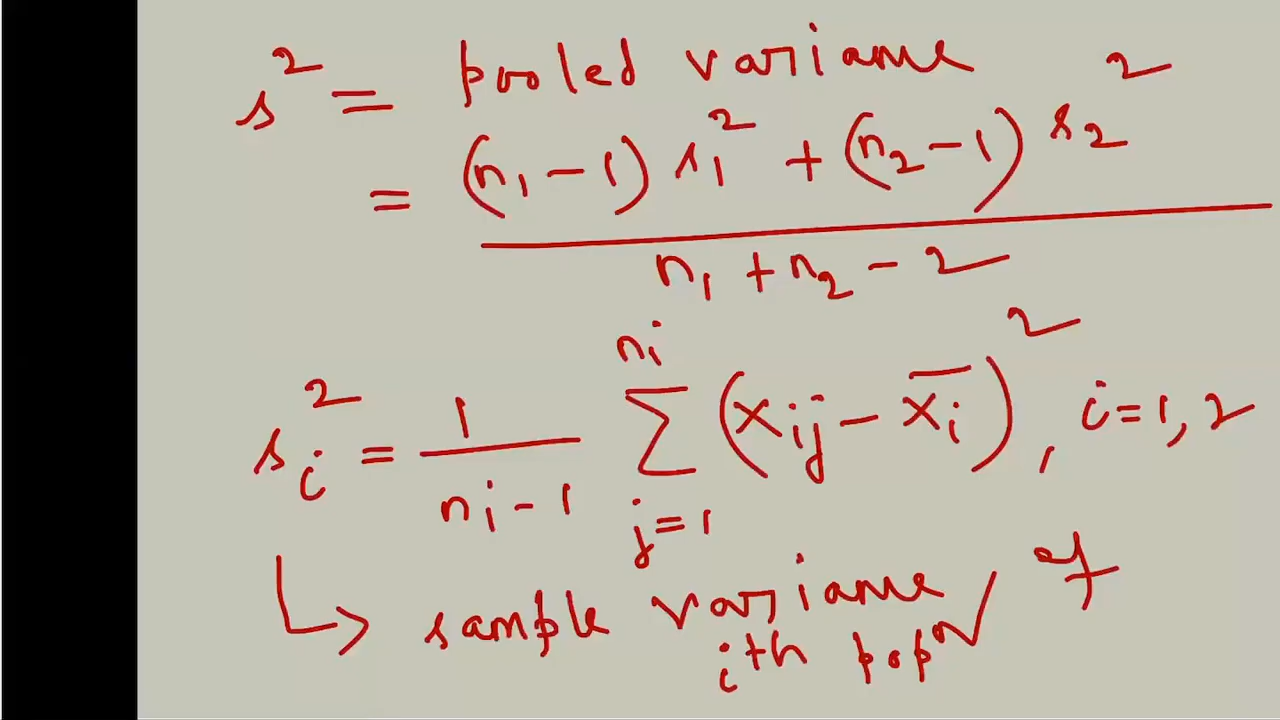 s² = pooled variance
= ((n₁ − 1) s₁² + (n₂ − 1) s₂²) / (n₁ + n₂ − 2)
sᵢ² = 1/(nᵢ − 1) ∑_{j=1}^{nᵢ} (xᵢⱼ − x̄ᵢ)², i = 1, 2
↳ sample variance of
ith popⁿ